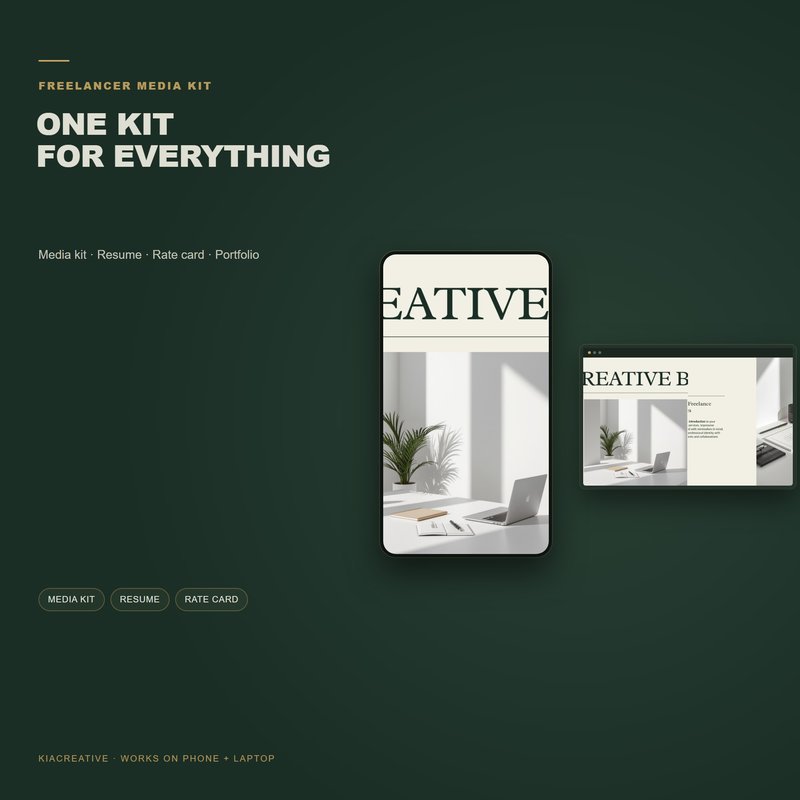 FREELANCER MEDIA KIT
ONE KIT
FOR EVERYTHING
Media kit · Resume · Rate card · Portfolio
EATIVE
REATIVE B
Freelance
MEDIA KIT
RESUME
RATE CARD
KIACREATIVE · WORKS ON PHONE + LAPTOP